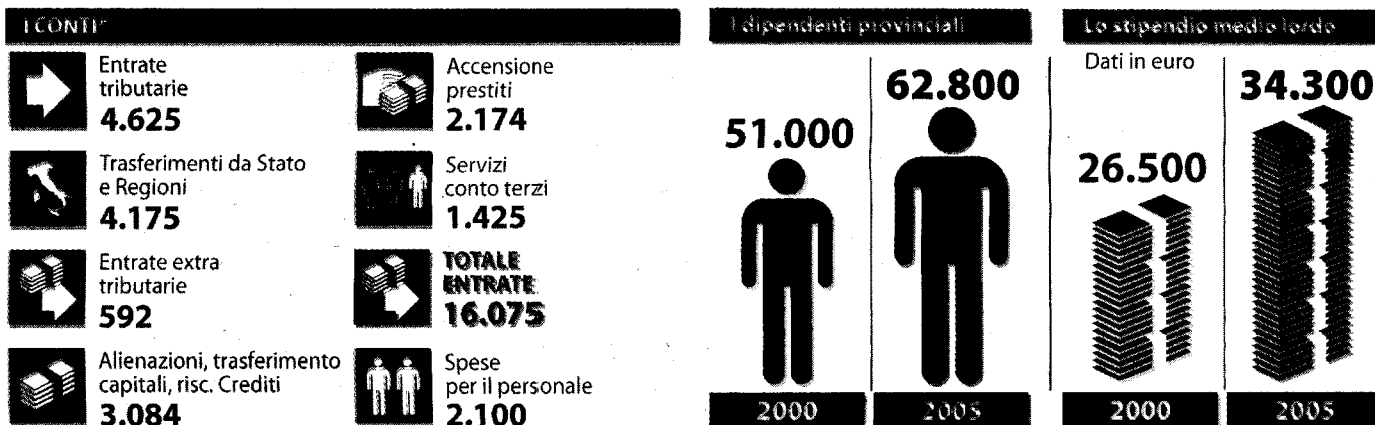 I CONTI*
Entrate
tributarie
4.625
Trasferimenti da Stato
e Regioni
4.175
Entrate extra
tributarie
592
Alienazioni, trasferimento
capitali, risc. Crediti
3.084
Accensione
prestiti
2.174
Servizi
conto terzi
1.425
TOTALE
ENTRATE
16.075
Spese
per il personale
2.100
I dipendenti provinciali
51.000
62.800
2000
2005
Lo stipendio medio lordo
Dati in euro
26.500
34.300
2000
2005